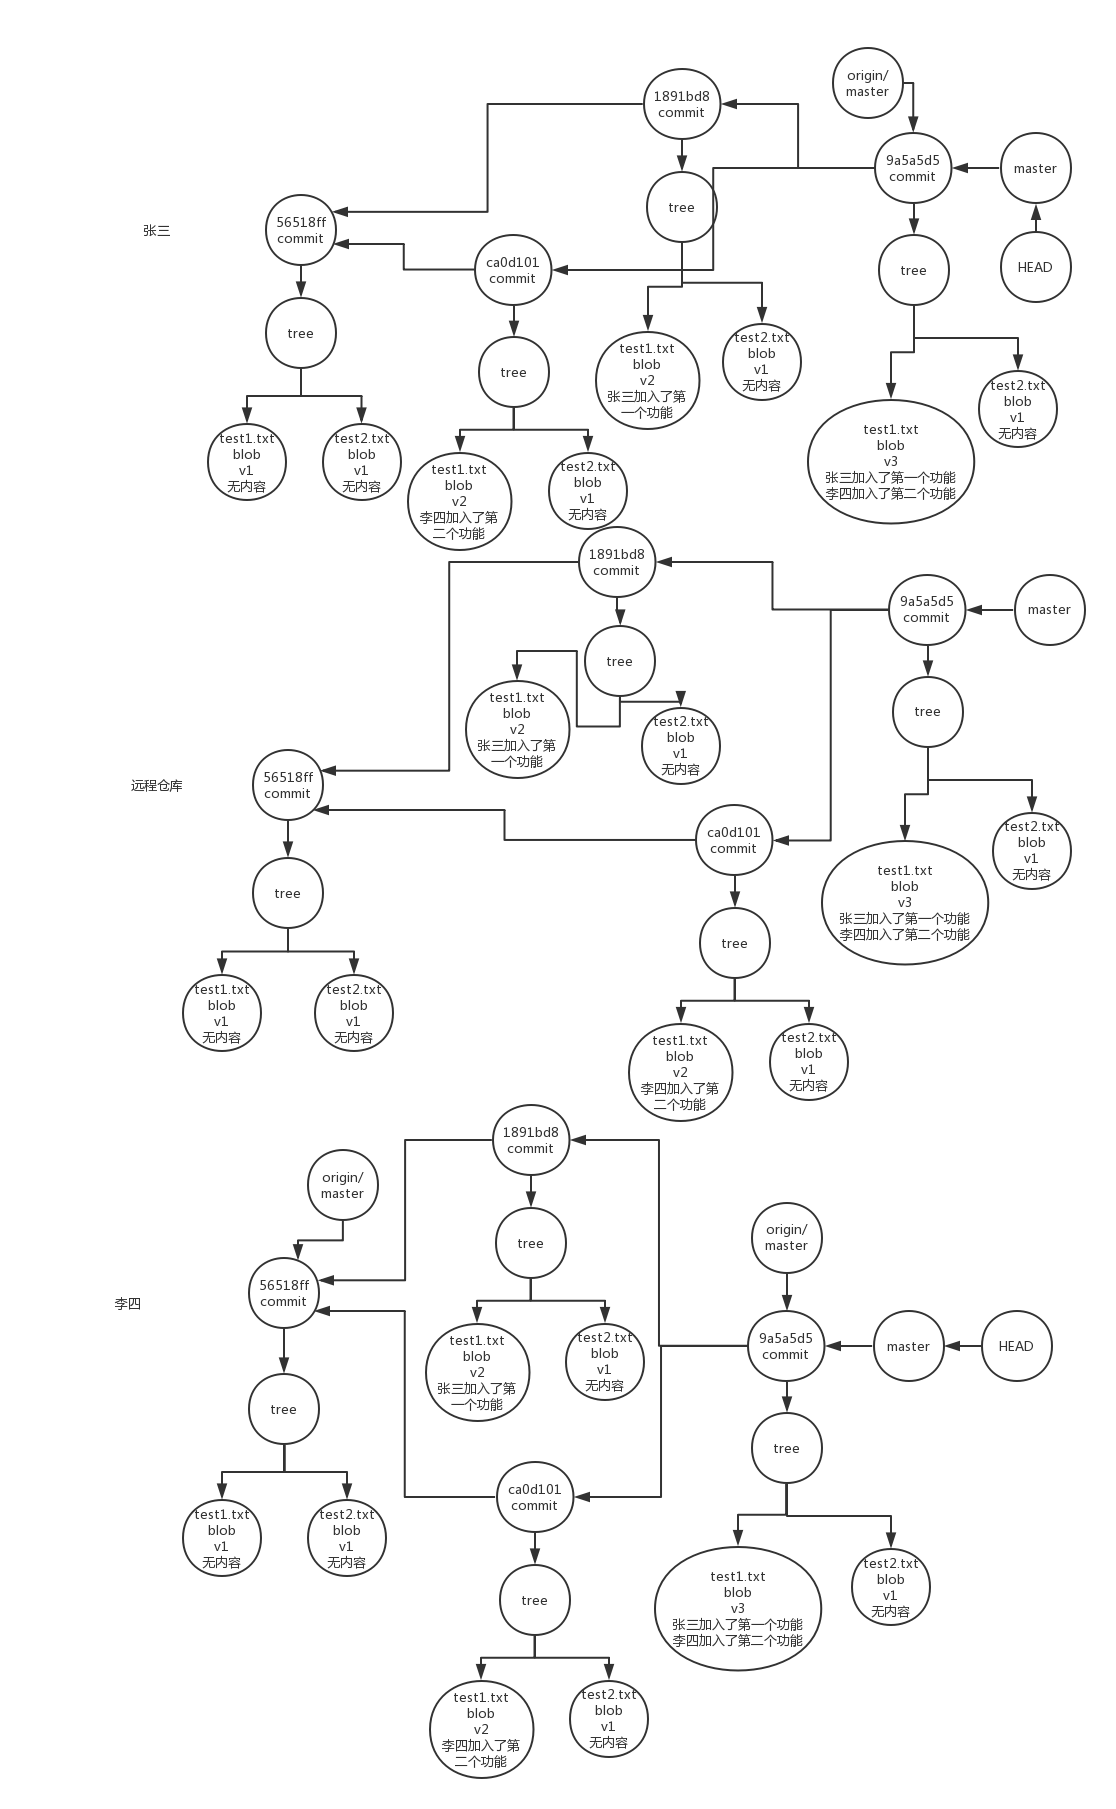 origin/
master
1891bd8
commit
9a5a5d5
commit
master
tree
张三
56518ff
commit
ca0d101
commit
tree
HEAD
tree
tree
test1.txt
blob
v2
张三加入了第
一个功能
test2.txt
blob
v1
无内容
test1.txt
blob
v1
无内容
test2.txt
blob
v1
无内容
test1.txt
blob
v2
李四加入了第
二个功能
test2.txt
blob
v1
无内容
test1.txt
blob
v3
张三加入了第一个功能
李四加入了第二个功能
test2.txt
blob
v1
无内容
1891bd8
commit
9a5a5d5
commit
master
tree
tree
test1.txt
blob
v2
张三加入了第
一个功能
test2.txt
blob
v1
无内容
远程仓库
56518ff
commit
ca0d101
commit
test1.txt
blob
v3
张三加入了第一个功能
李四加入了第二个功能
test2.txt
blob
v1
无内容
tree
tree
test1.txt
blob
v1
无内容
test2.txt
blob
v1
无内容
test1.txt
blob
v2
李四加入了第
二个功能
test2.txt
blob
v1
无内容
1891bd8
commit
origin/
master
tree
origin/
master
李四
56518ff
commit
9a5a5d5
commit
master
HEAD
test1.txt
blob
v2
张三加入了第
一个功能
test2.txt
blob
v1
无内容
tree
tree
ca0d101
commit
test1.txt
blob
v1
无内容
test2.txt
blob
v1
无内容
tree
test1.txt
blob
v3
张三加入了第一个功能
李四加入了第二个功能
test2.txt
blob
v1
无内容
test1.txt
blob
v2
李四加入了第
二个功能
test2.txt
blob
v1
无内容